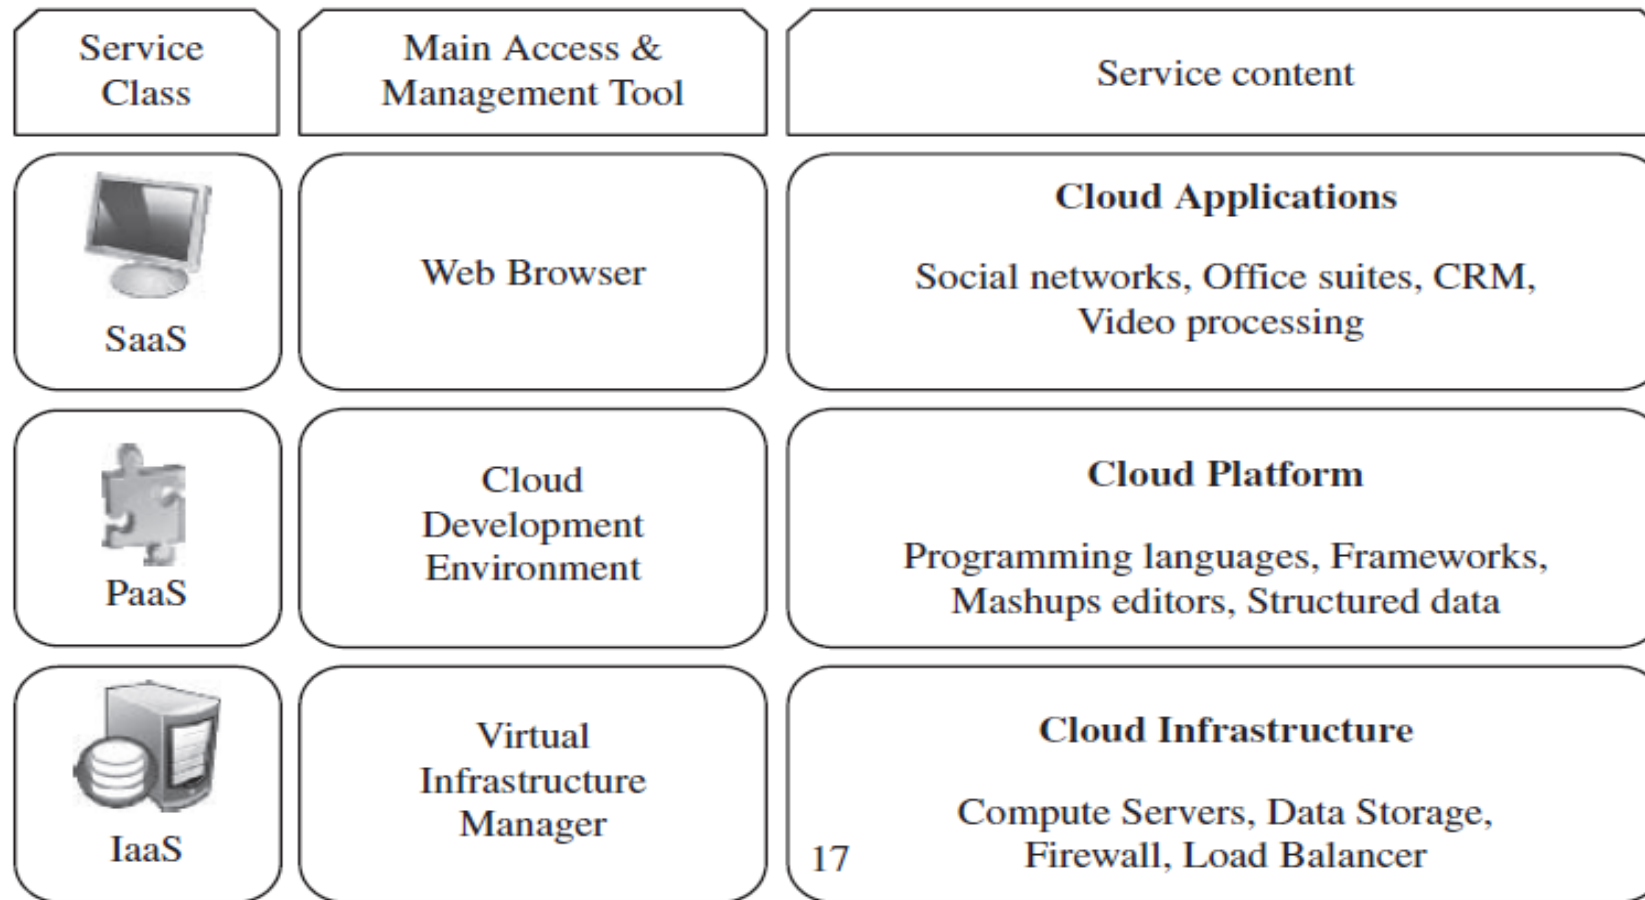 Service
Class
Main Access &
Management Tool
Service content
SaaS
Web Browser
Cloud Applications
Social networks, Office suites, CRM,
Video processing
PaaS
Cloud
Development
Environment
Cloud Platform
Programming languages, Frameworks,
Mashups editors, Structured data
IaaS
Virtual
Infrastructure
Manager
Cloud Infrastructure
Compute Servers, Data Storage,
Firewall, Load Balancer
17